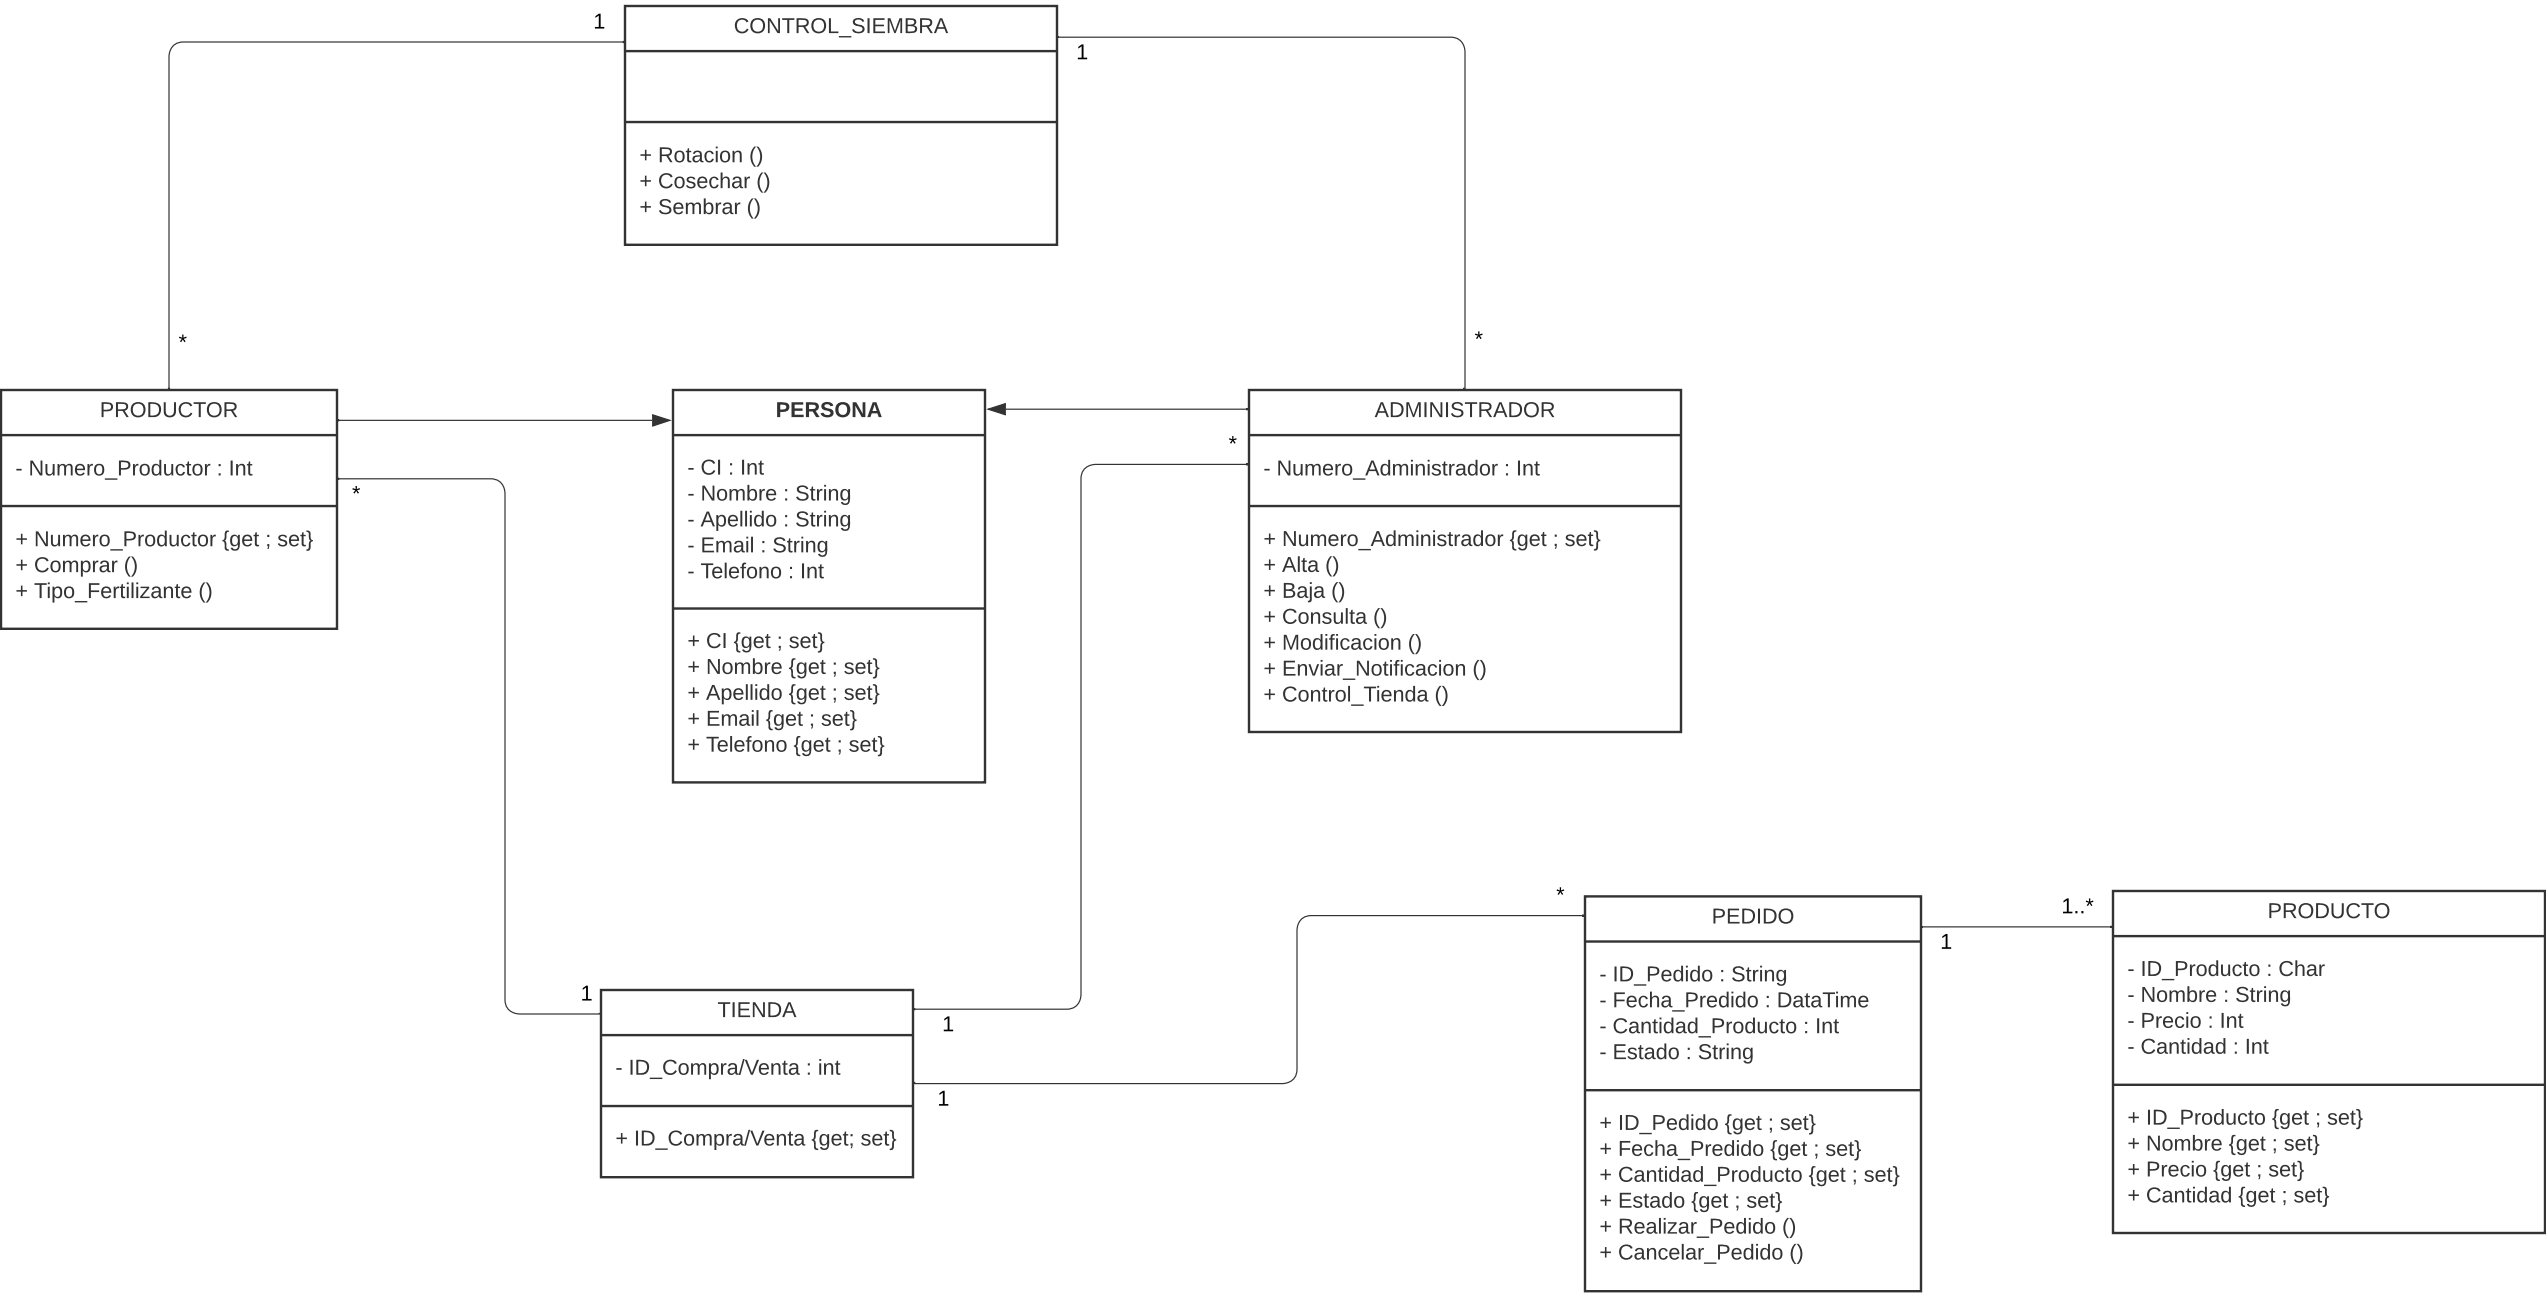 1
CONTROL_SIEMBRA
1
+ Rotacion ()
+ Cosechar ()
+ Sembrar ()
*
*
PRODUCTOR
- Numero_Productor : Int
*
+ Numero_Productor {get ; set}
+ Comprar ()
+ Tipo_Fertilizante ()
PERSONA
- CI : Int
- Nombre : String
- Apellido : String
- Email : String
- Telefono : Int
+ CI {get ; set}
+ Nombre {get ; set}
+ Apellido {get ; set}
+ Email {get ; set}
+ Telefono {get ; set}
*
ADMINISTRADOR
- Numero_Administrador : Int
+ Numero_Administrador {get ; set}
+ Alta ()
+ Baja ()
+ Consulta ()
+ Modificacion ()
+ Enviar_Notificacion ()
+ Control_Tienda ()
1
TIENDA
1
- ID_Compra/Venta : int
1
+ ID_Compra/Venta {get; set}
*
PEDIDO
1
- ID_Pedido : String
- Fecha_Predido : DataTime
- Cantidad_Producto : Int
- Estado : String
+ ID_Pedido {get ; set}
+ Fecha_Predido {get ; set}
+ Cantidad_Producto {get ; set}
+ Estado {get ; set}
+ Realizar_Pedido ()
+ Cancelar_Pedido ()
1..*
PRODUCTO
- ID_Producto : Char
- Nombre : String
- Precio : Int
- Cantidad : Int
+ ID_Producto {get ; set}
+ Nombre {get ; set}
+ Precio {get ; set}
+ Cantidad {get ; set}